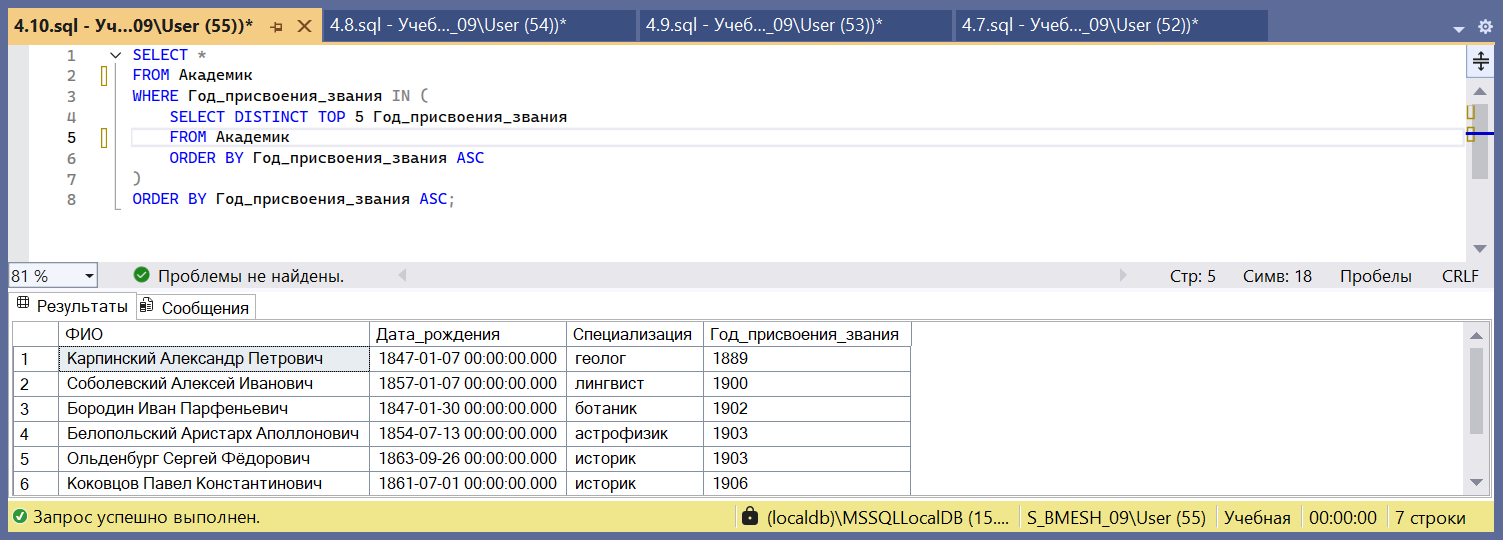 4.10.sql - Уч...09\User (55))* 4.8.sql - Учеб..._09\User (54))* 4.9.sql - Учеб..._09\User (53))* 4.7.sql - Учеб..._09\User (52))*
1 SELECT *
2 FROM Академик
3 WHERE Год_присвоения_звания IN (
4 SELECT DISTINCT TOP 5 Год_присвоения_звания
5 FROM Академик
6 ORDER BY Год_присвоения_звания ASC
7 )
8 ORDER BY Год_присвоения_звания ASC;
81 % Проблемы не найдены. Стр: 5 Симв: 18 Пробелы CRLF
Результаты Сообщения
ФИО Дата_рождения Специализация Год_присвоения_звания
1 Карпинский Александр Петрович 1847-01-07 00:00:00.000 геолог 1889
2 Соболевский Алексей Иванович 1857-01-07 00:00:00.000 лингвист 1900
3 Бородин Иван Парфеньевич 1847-01-30 00:00:00.000 ботаник 1902
4 Белопольский Аристарх Аполлонович 1854-07-13 00:00:00.000 астрофизик 1903
5 Ольденбург Сергей Фёдорович 1863-09-26 00:00:00.000 историк 1903
6 Коковцов Павел Константинович 1861-07-01 00:00:00.000 историк 1906
Запрос успешно выполнен. (localdb)\MSSQLLocalDB (15.... S_BMESH_09\User (55) Учебная 00:00:00 7 строки